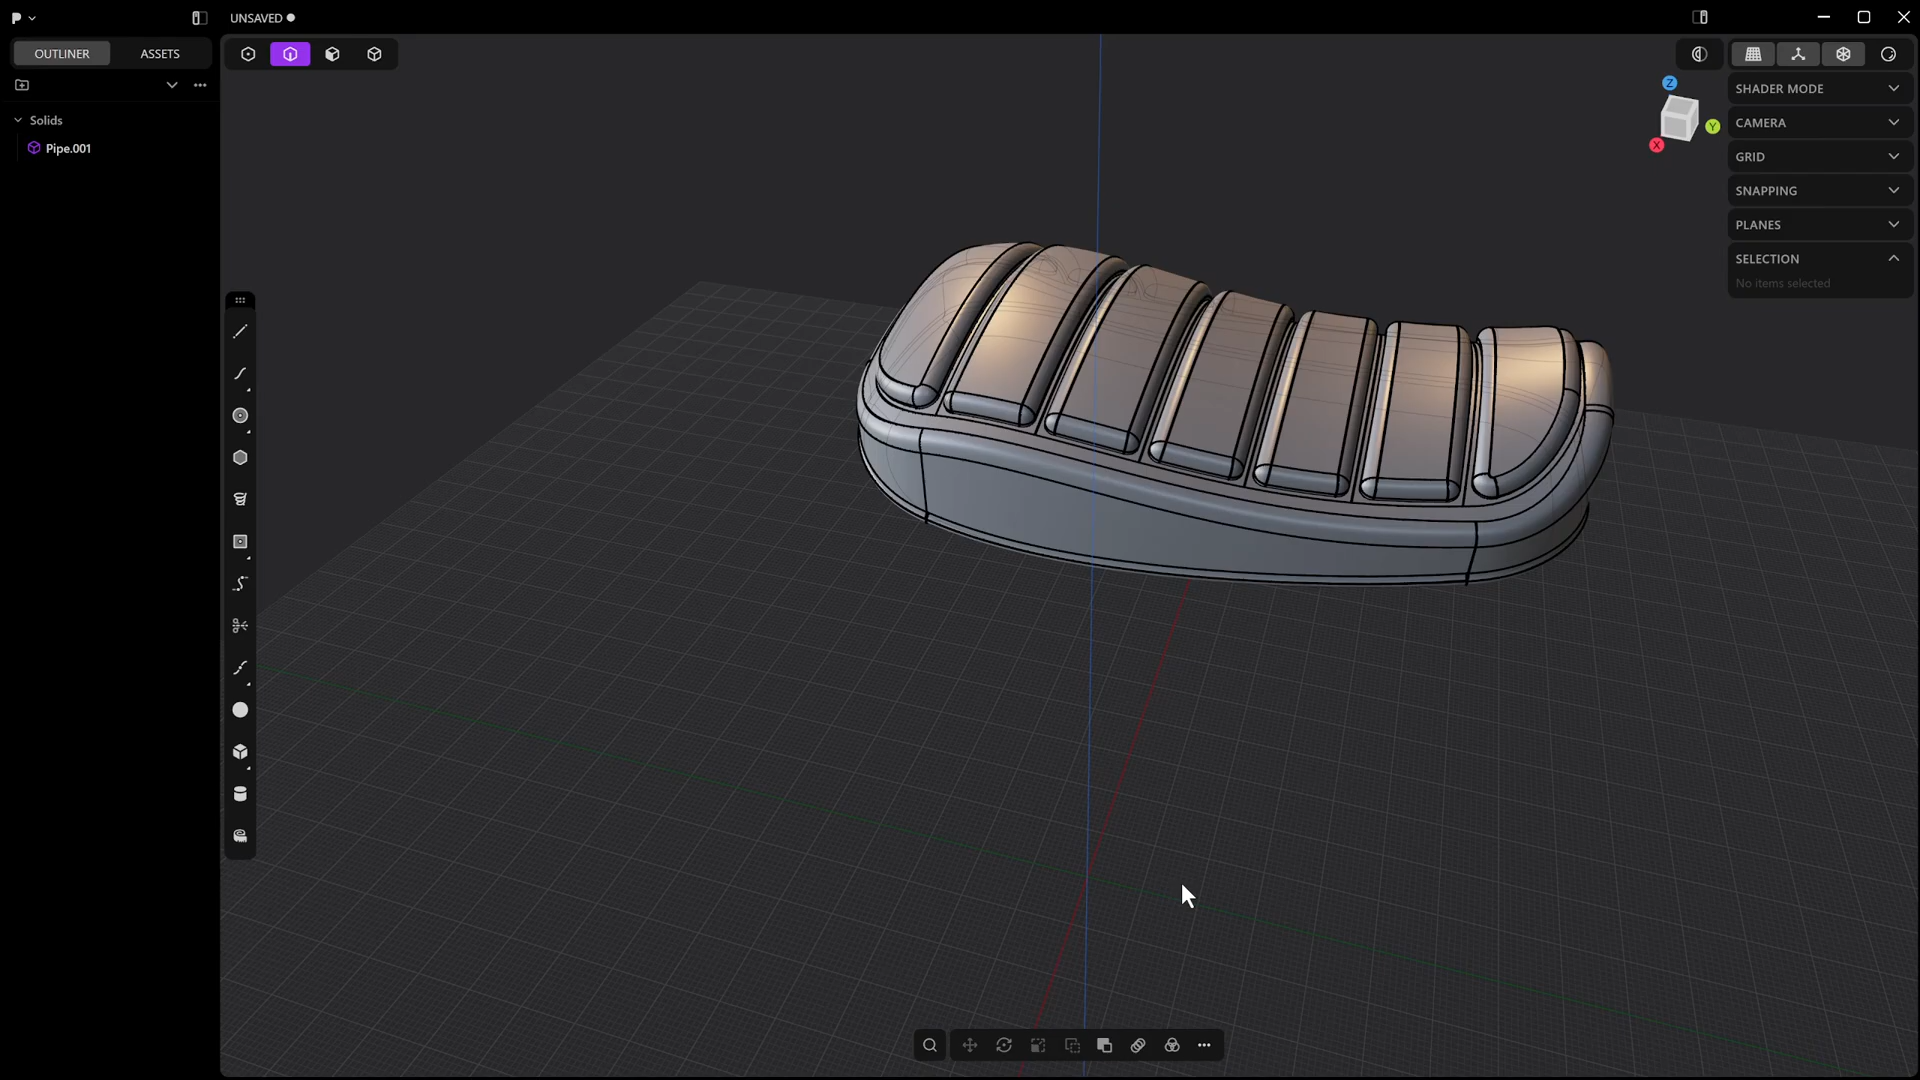 UNSAVED
OUTLINER
ASSETS
Solids
Pipe.001
SHADER MODE
CAMERA
GRID
SNAPPING
PLANES
SELECTION
No items selected
Z
Y
X